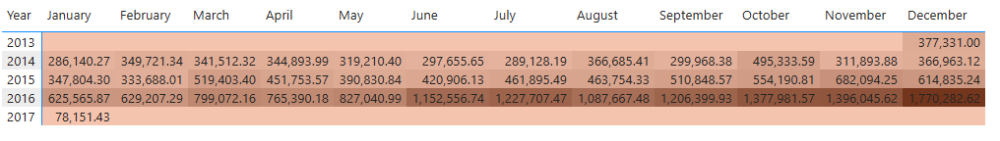 Year January February March April May June July August September October November December
2013 377,331.00
2014 286,140.27 349,721.34 341,512.32 344,893.99 319,210.40 297,655.65 289,128.19 366,685.41 299,968.38 495,333.59 311,893.88 366,963.12
2015 347,804.30 333,688.01 519,403.40 451,753.57 390,830.84 420,906.13 461,895.49 463,754.33 510,848.57 554,190.81 682,094.25 614,835.24
2016 625,565.87 629,207.29 799,072.16 765,390.18 827,040.99 1,152,556.74 1,227,707.47 1,087,667.48 1,206,399.93 1,377,981.57 1,396,045.62 1,770,282.62
2017 78,151.43